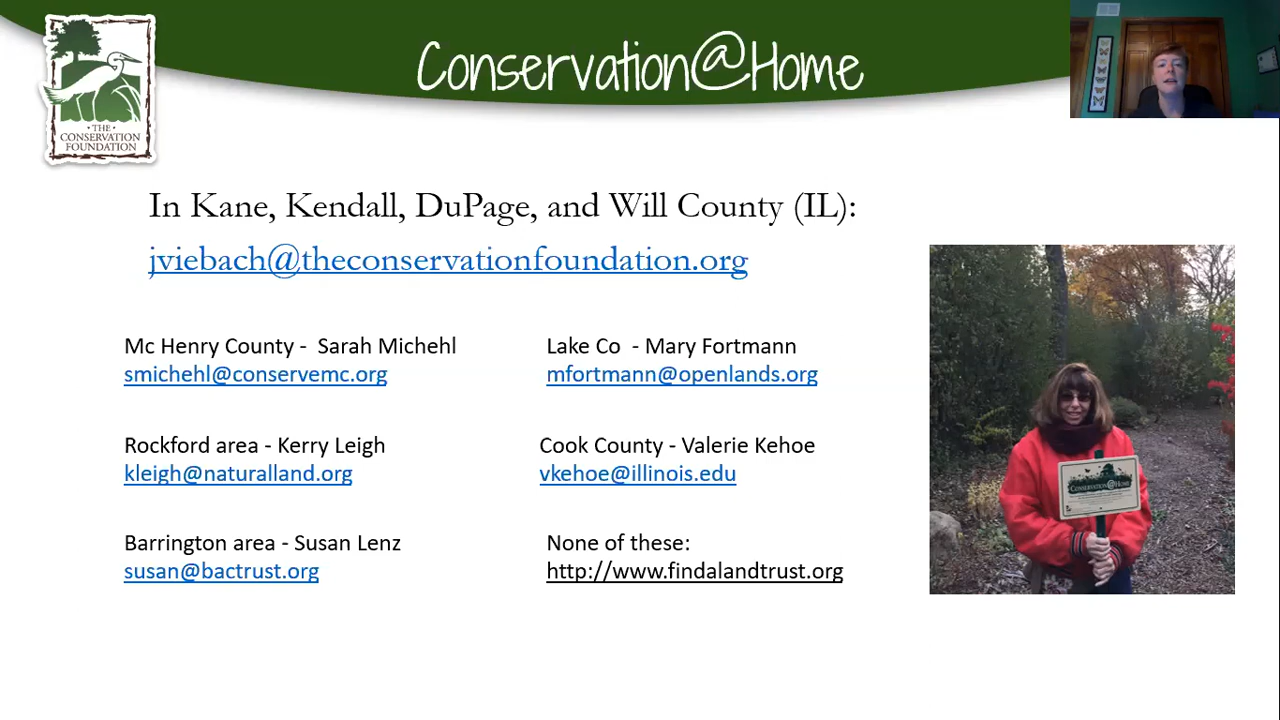 Conservation@Home
· THE ·
CONSERVATION
FOUNDATION
In Kane, Kendall, DuPage, and Will County (IL):
jviebach@theconservationfoundation.org
Mc Henry County -  Sarah Michehl
smichehl@conservemc.org
Lake Co  - Mary Fortmann
mfortmann@openlands.org
Rockford area - Kerry Leigh
kleigh@naturalland.org
Cook County - Valerie Kehoe
vkehoe@illinois.edu
Barrington area - Susan Lenz
susan@bactrust.org
None of these:
http://www.findalandtrust.org
CONSERVATION@HOME